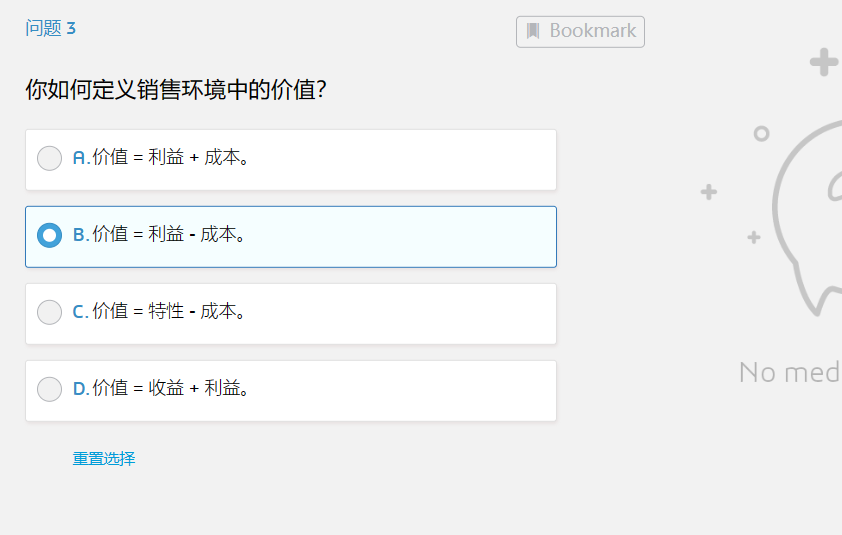 问题 3
Bookmark
你如何定义销售环境中的价值?
A.价值 = 利益 + 成本。
B.价值 = 利益 - 成本。
C.价值 = 特性 - 成本。
D.价值 = 收益 + 利益。
No med
重置选择